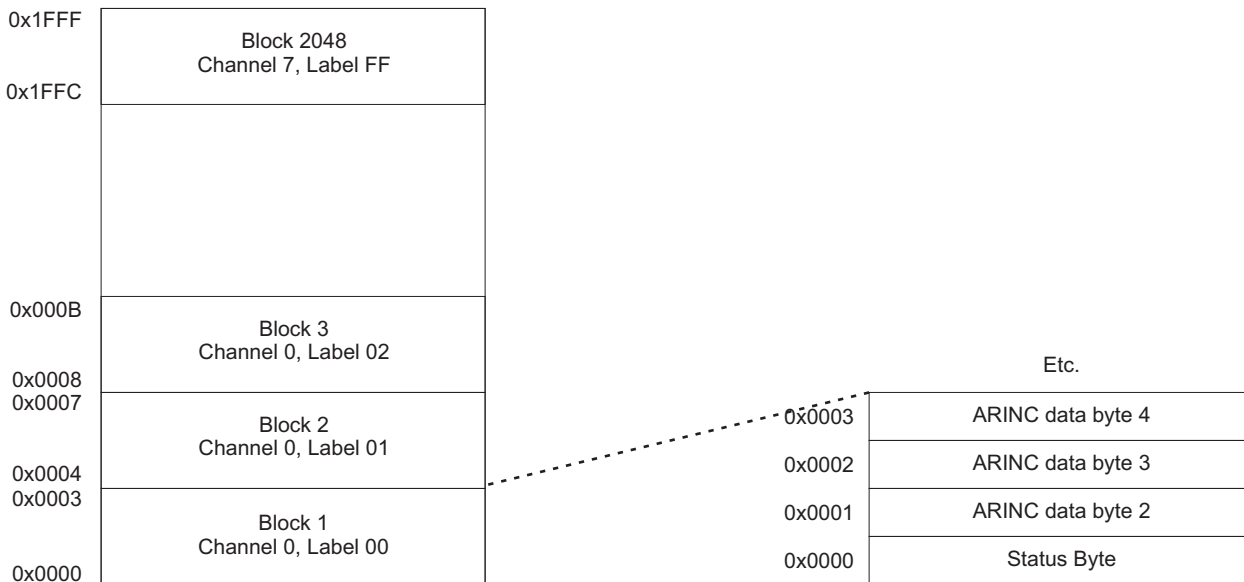 0x1FFF
Block 2048
Channel 7, Label FF
0x1FFC
0x000B
Block 3
Channel 0, Label 02
0x0008
0x0007
Block 2
Channel 0, Label 01
0x0004
0x0003
Block 1
Channel 0, Label 00
0x0000
Etc.
0x0003 ARINC data byte 4
0x0002 ARINC data byte 3
0x0001 ARINC data byte 2
0x0000 Status Byte